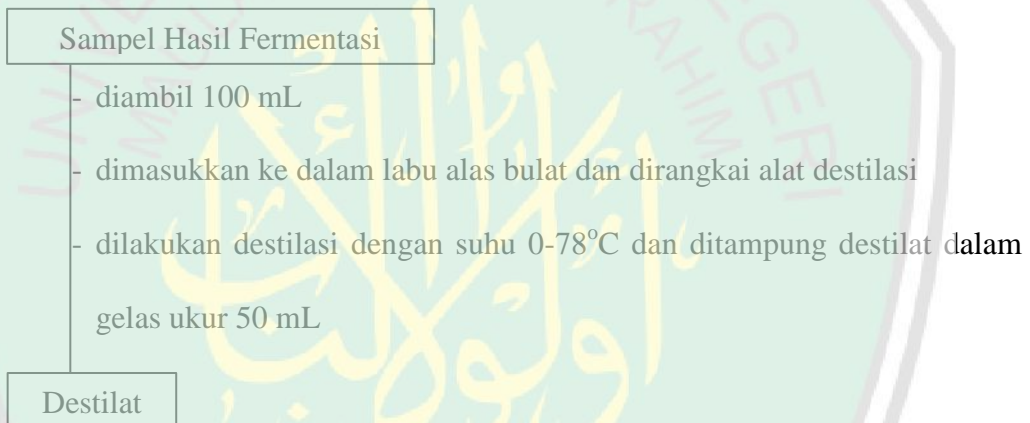 Sampel Hasil Fermentasi
- diambil 100 mL
- dimasukkan ke dalam labu alas bulat dan dirangkai alat destilasi
- dilakukan destilasi dengan suhu 0-78°C dan ditampung destilat dalam
gelas ukur 50 mL
Destilat